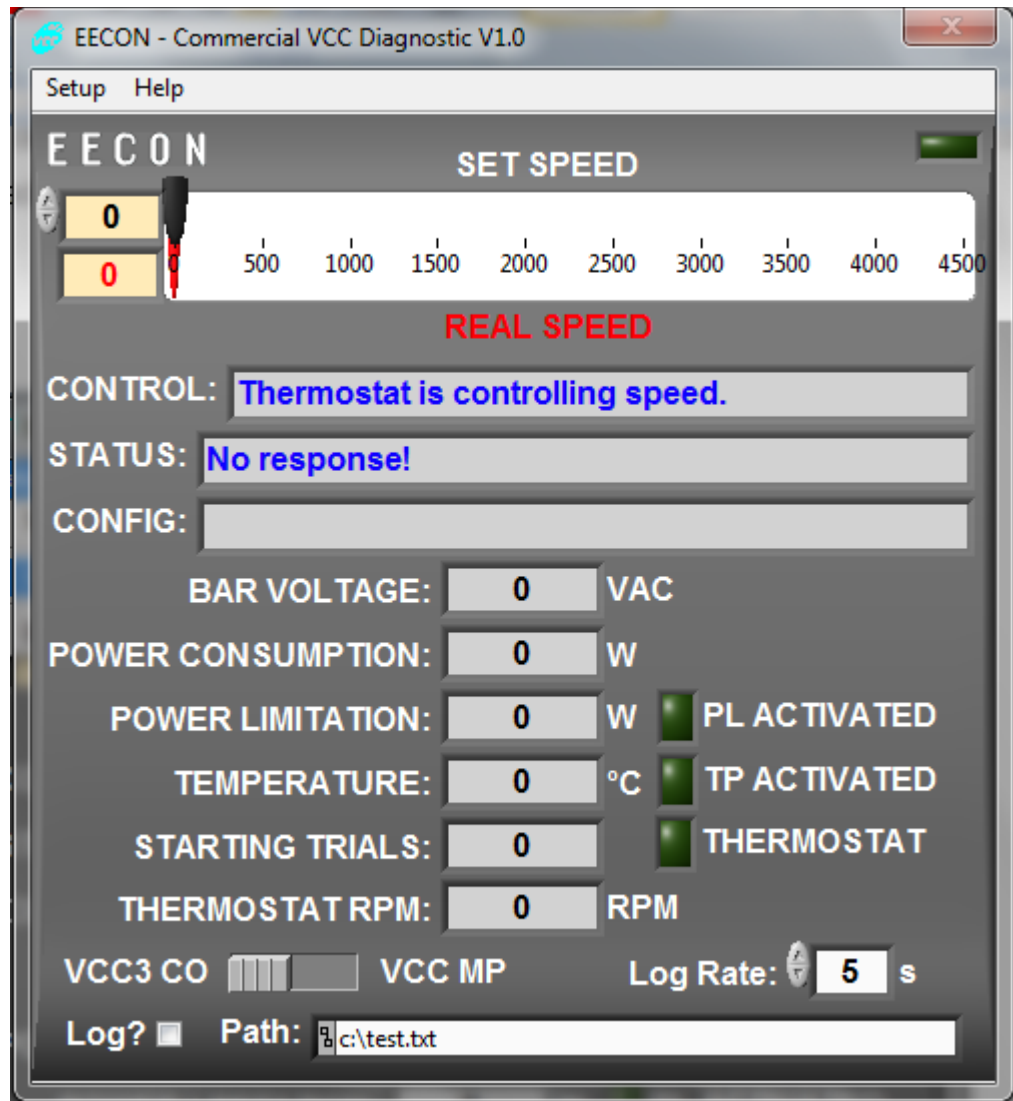 EECON - Commercial VCC Diagnostic V1.0
Setup Help
EECON
SET SPEED
0
0 500 1000 1500 2000 2500 3000 3500 4000 4500
0
REAL SPEED
CONTROL: Thermostat is controlling speed.
STATUS: No response!
CONFIG:
BAR VOLTAGE: 0 VAC
POWER CONSUMPTION: 0 W
POWER LIMITATION: 0 W PL ACTIVATED
TEMPERATURE: 0 °C TP ACTIVATED
STARTING TRIALS: 0 THERMOSTAT
THERMOSTAT RPM: 0 RPM
VCC3 CO VCC MP Log Rate: 5 s
Log? Path: c:\test.txt